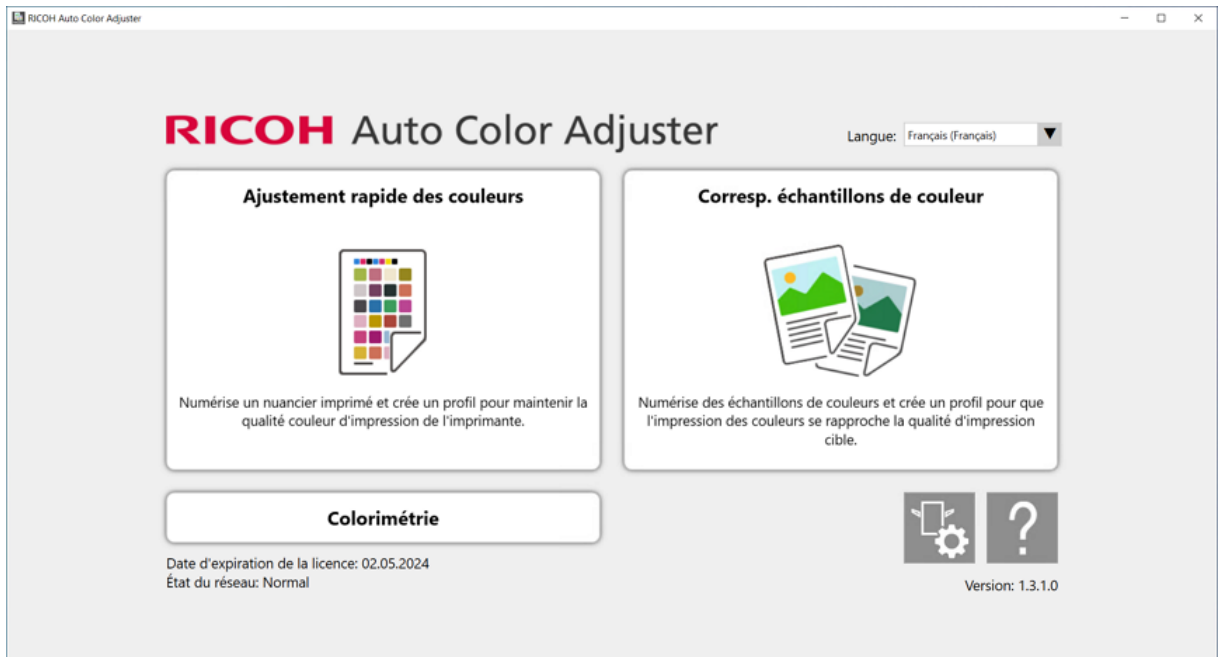 RICOH Auto Color Adjuster
RICOH Auto Color Adjuster
Langue: Français (Français)
Ajustement rapide des couleurs
Numérise un nuancier imprimé et crée un profil pour maintenir la
qualité couleur d'impression de l'imprimante.
Corresp. échantillons de couleur
Numérise des échantillons de couleurs et crée un profil pour que
l'impression des couleurs se rapproche la qualité d'impression
cible.
Colorimétrie
Date d'expiration de la licence: 02.05.2024
État du réseau: Normal
?
Version: 1.3.1.0